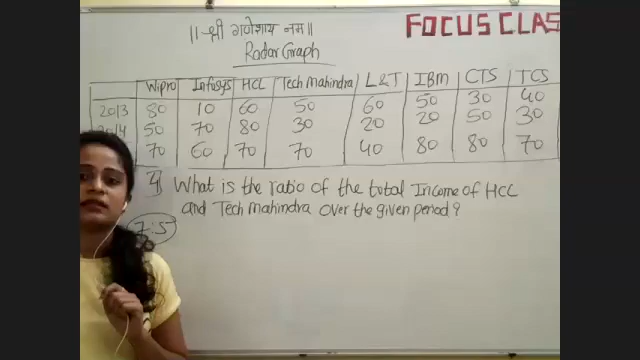 ॥श्री गणेशाय नमः॥
FOCUS CLAS
Radar Graph
Wipro Infosys HCL Tech Mahindra L&T IBm CTS TCS
2013 80 10 60 50 60 50 30 40
2014 50 70 80 30 20 20 50 30
70 60 70 70 40 80 80 70
4 What is the ratio of the total Income of HCL
and Tech Mahindra over the given period?
7:5